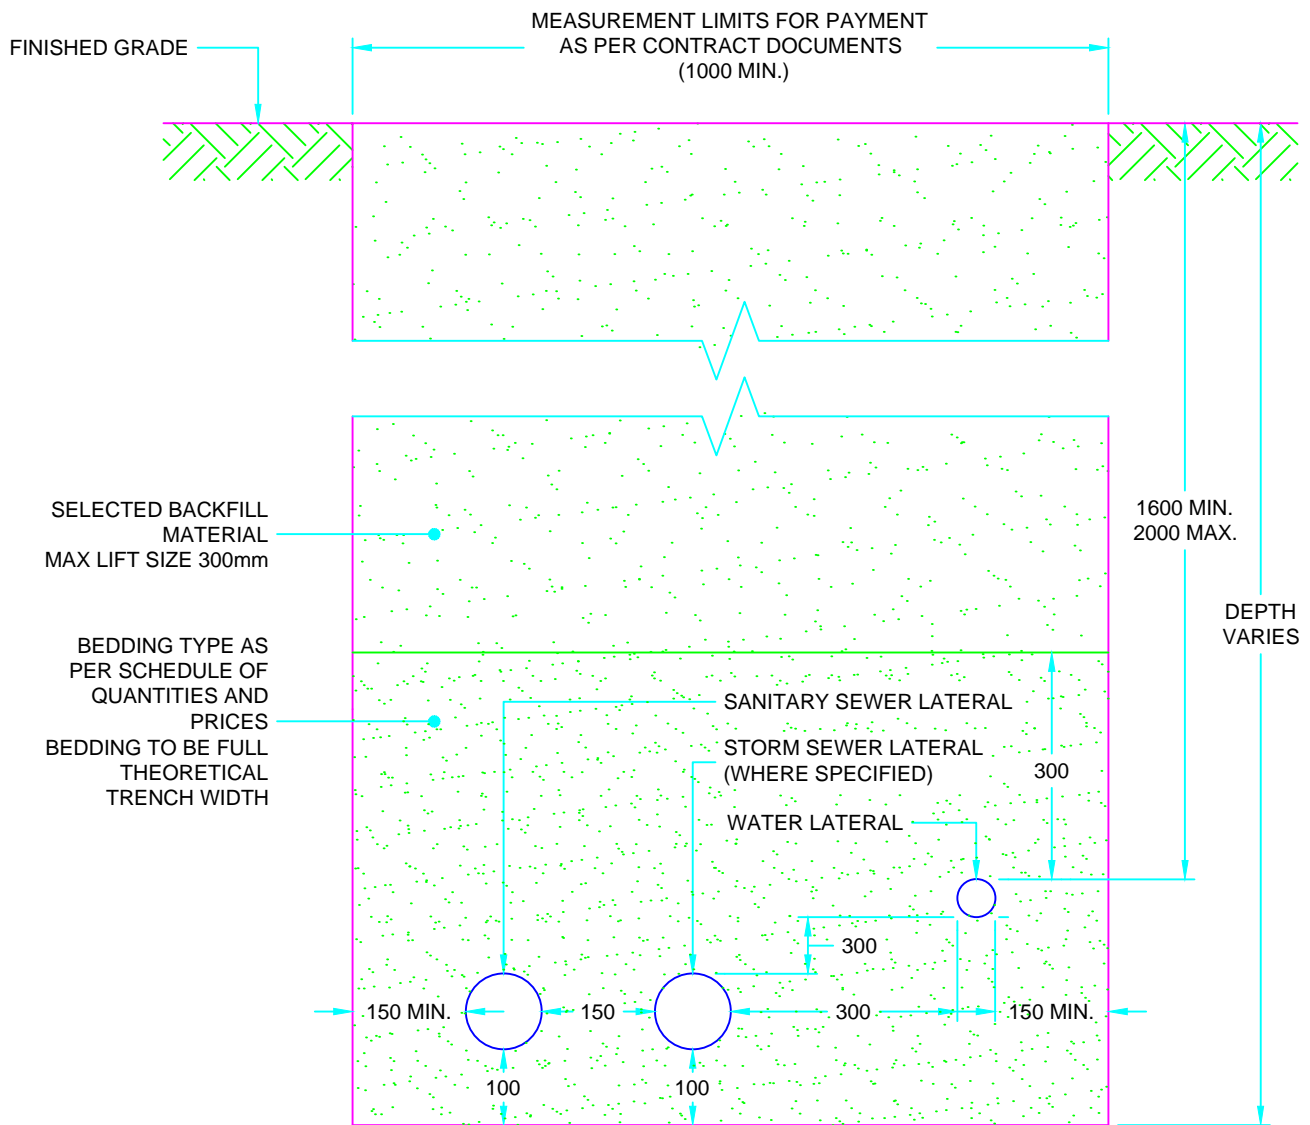 MEASUREMENT LIMITS FOR PAYMENT
AS PER CONTRACT DOCUMENTS
(1000 MIN.)
FINISHED GRADE
SELECTED BACKFILL
MATERIAL
MAX LIFT SIZE 300mm
1600 MIN.
2000 MAX.
DEPTH
VARIES
BEDDING TYPE AS
PER SCHEDULE OF
QUANTITIES AND
PRICES
BEDDING TO BE FULL
THEORETICAL
TRENCH WIDTH
SANITARY SEWER LATERAL
STORM SEWER LATERAL
(WHERE SPECIFIED)
300
WATER LATERAL
300
150 MIN.
150
300
150 MIN.
100
100